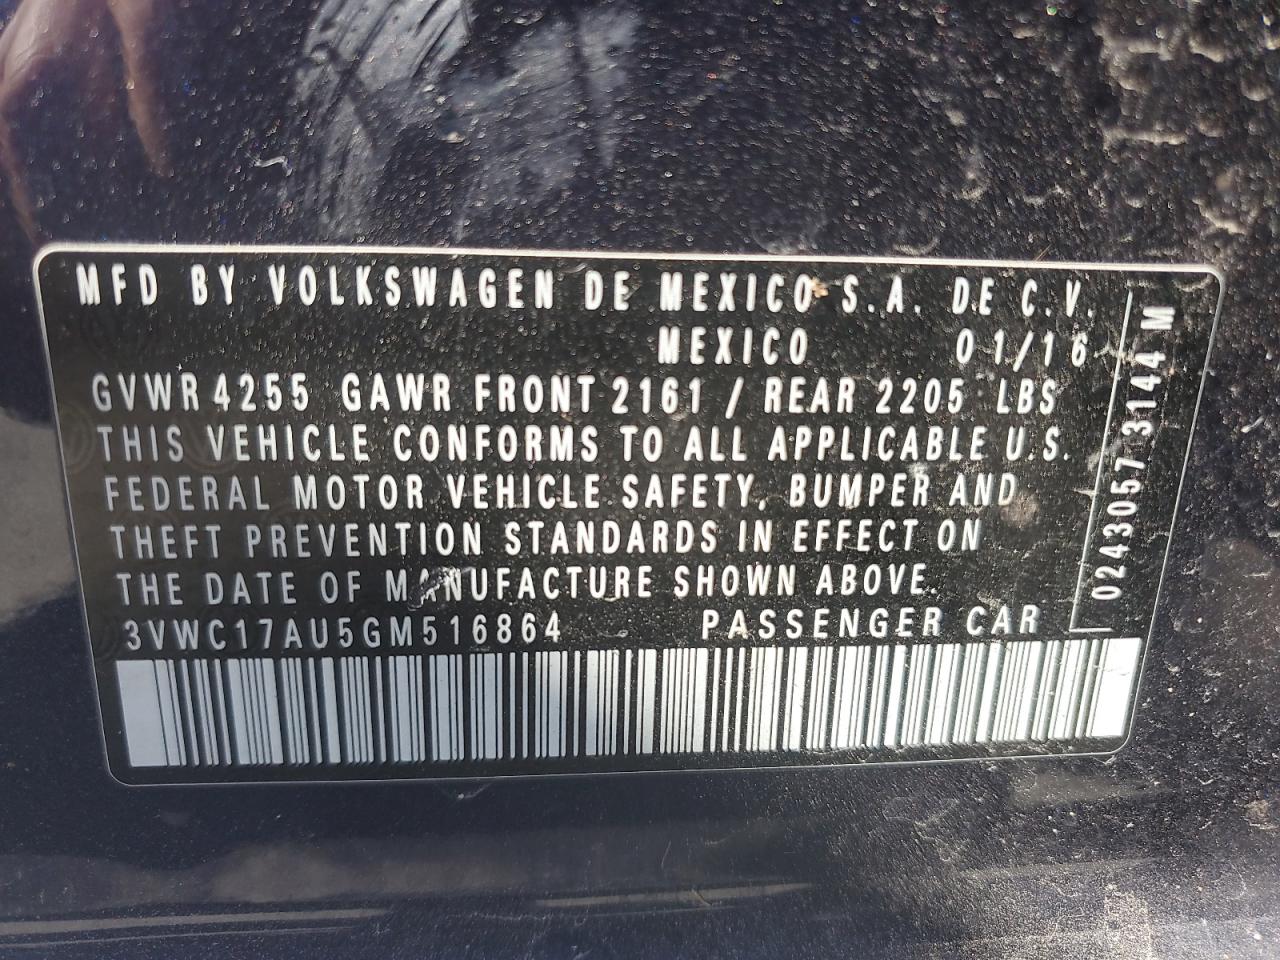 MFD BY VOLKSWAGEN DE MEXICO S.A. DE C.V.
MEXICO 01/16
GVWR 4255 GAWR FRONT 2161 / REAR 2205 LBS
THIS VEHICLE CONFORMS TO ALL APPLICABLE U.S.
FEDERAL MOTOR VEHICLE SAFETY, BUMPER AND
THEFT PREVENTION STANDARDS IN EFFECT ON
THE DATE OF MANUFACTURE SHOWN ABOVE.
3VWC17AU5GM516864 PASSENGER CAR
0243057 3144 M